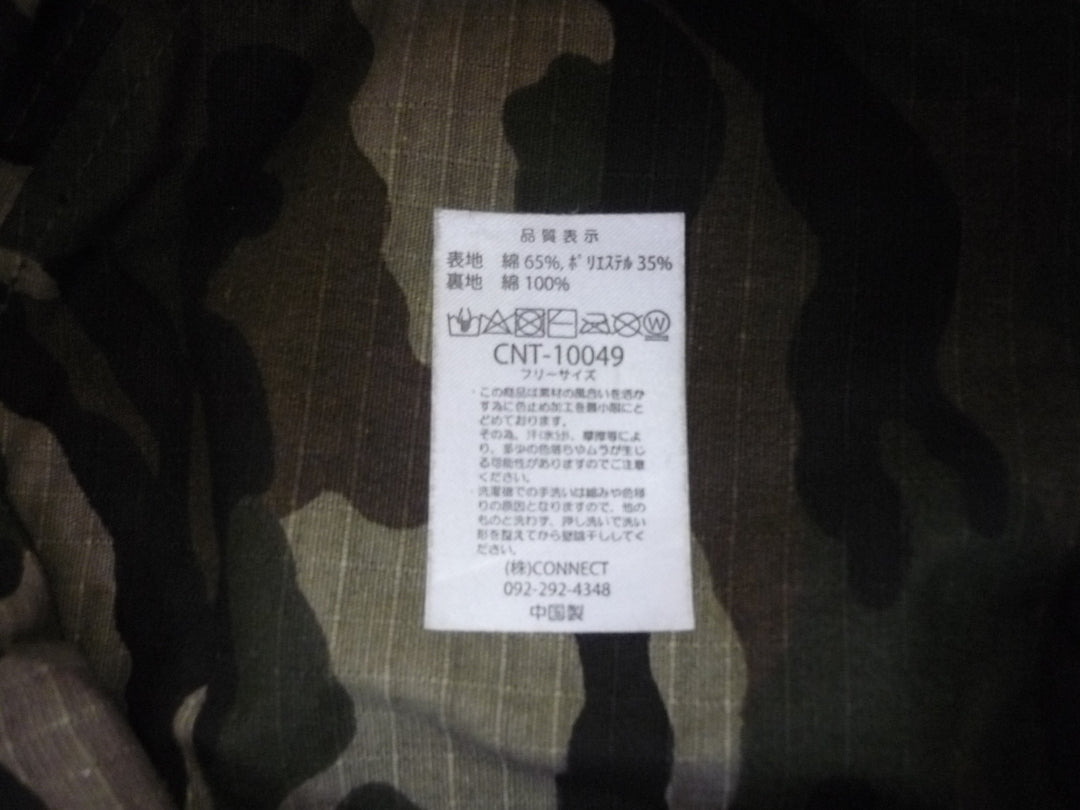 品質表示
表地 綿 65%, ﾎﾟﾘｴｽﾃﾙ 35%
裏地 綿 100%
W
CNT-10049
フリーサイズ
・この商品は素材の風合いを活か
す為に色止め加工を最小限にと
どめております。
その為、汗(水分)、摩擦等によ
り、多少の色落ちやムラが生じ
る可能性がありますのでご注意
ください。
・洗濯機での手洗いは縮みや色移
りの原因となりますので、他の
ものと洗わず、押し洗いで洗い
形を整えてから陰干ししてく
ださい。
(株)CONNECT
092-292-4348
中国製